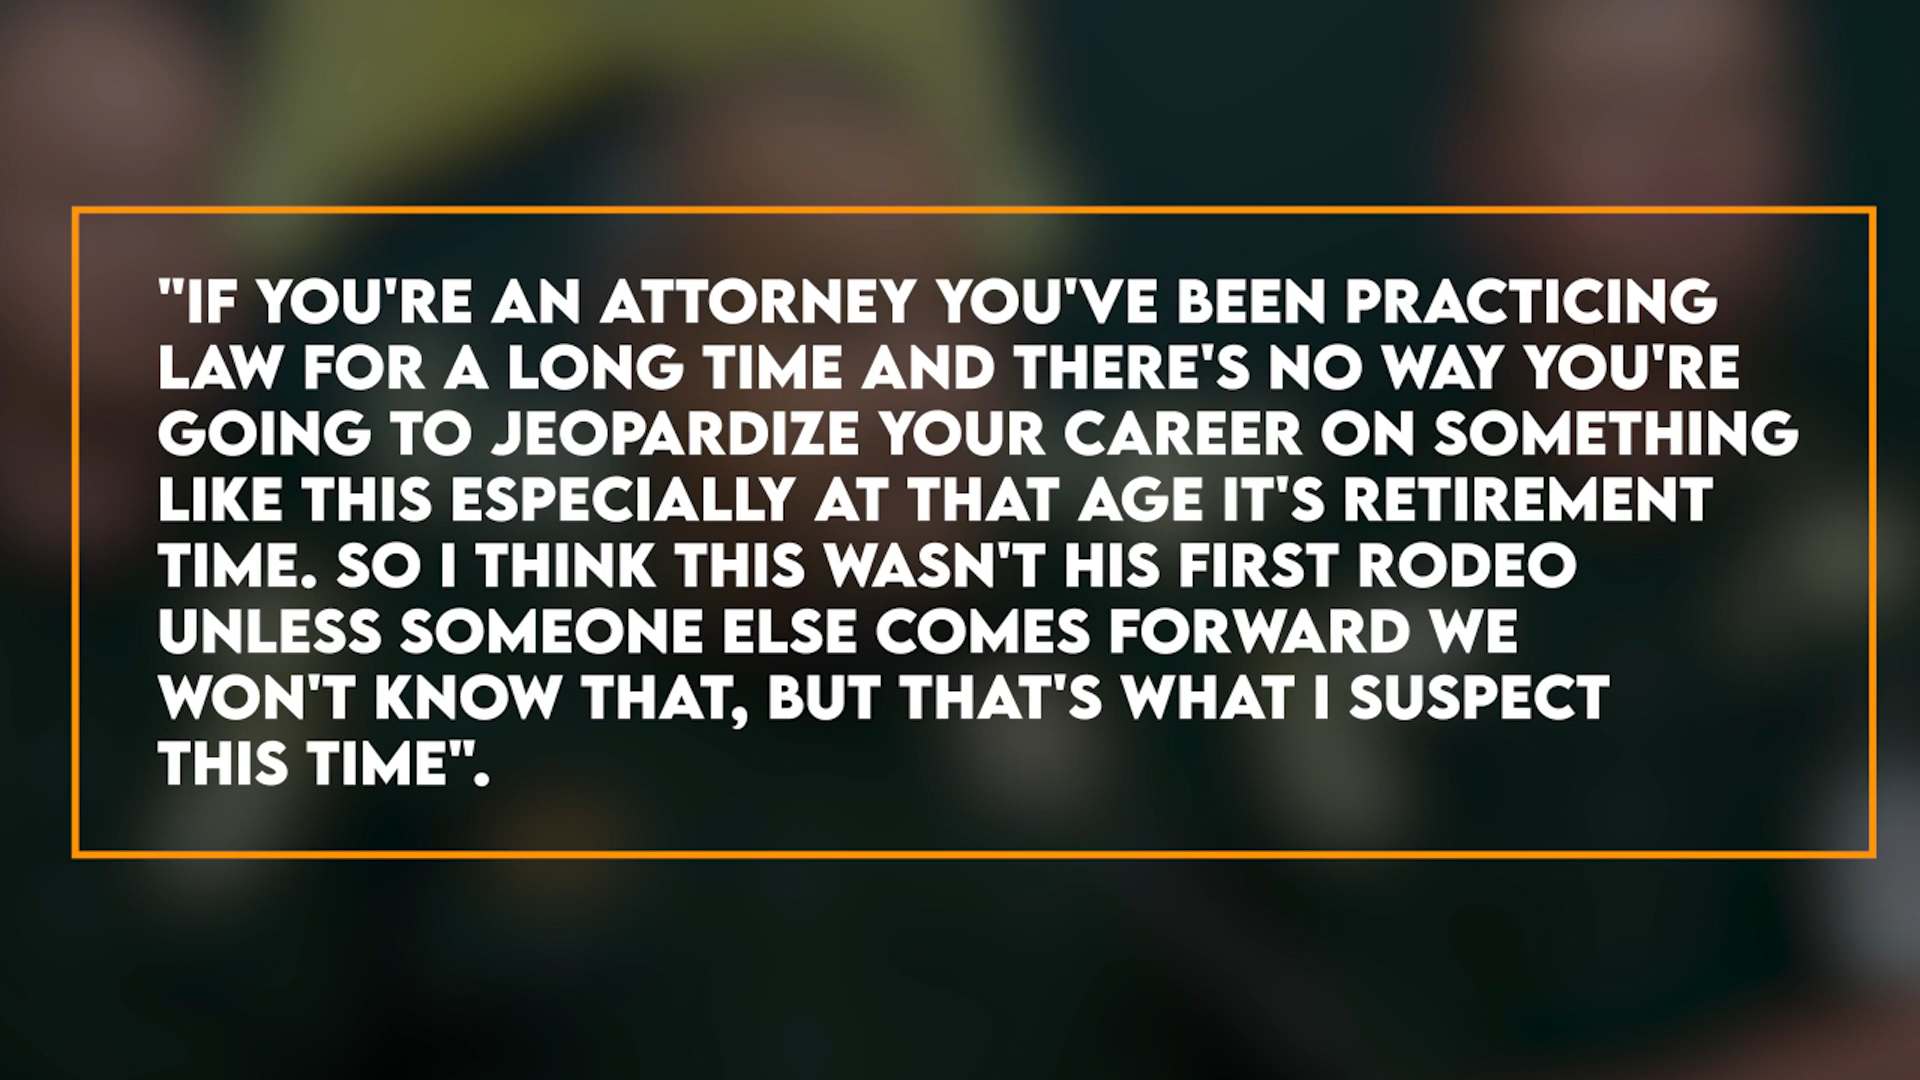 "IF YOU'RE AN ATTORNEY YOU'VE BEEN PRACTICING
LAW FOR A LONG TIME AND THERE'S NO WAY YOU'RE
GOING TO JEOPARDIZE YOUR CAREER ON SOMETHING
LIKE THIS ESPECIALLY AT THAT AGE IT'S RETIREMENT
TIME. SO I THINK THIS WASN'T HIS FIRST RODEO
UNLESS SOMEONE ELSE COMES FORWARD WE
WON'T KNOW THAT, BUT THAT'S WHAT I SUSPECT
THIS TIME".